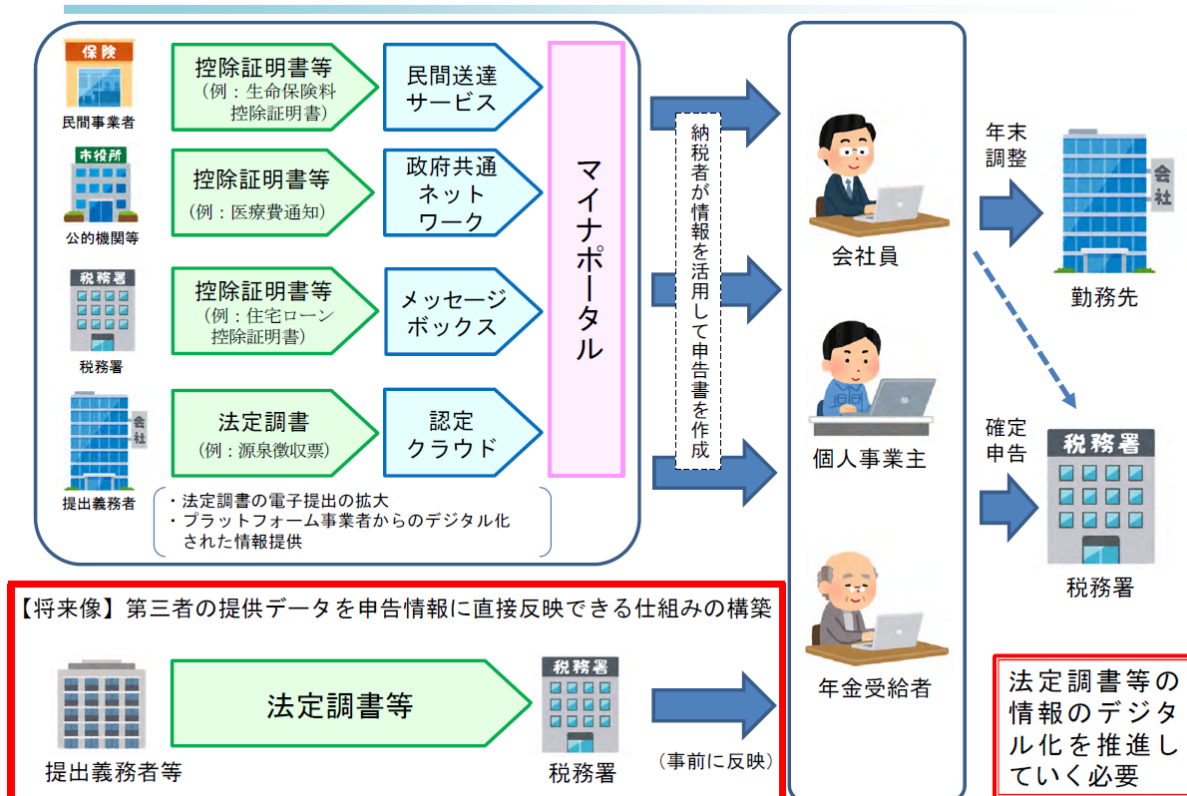 保険
民間事業者
控除証明書等
(例:生命保険料
控除証明書)
民間送達
サービス
市役所
公的機関等
控除証明書等
(例:医療費通知)
政府共通
ネット
ワーク
税務署
税務署
控除証明書等
(例:住宅ローン
控除証明書)
メッセージ
ボックス
会社
提出義務者
法定調書
(例:源泉徴収票)
認定
クラウド
マイナポータル
・法定調書の電子提出の拡大
・プラットフォーム事業者からのデジタル化
された情報提供
納税者が情報を活用して申告書を作成
会社員
個人事業主
年金受給者
年末
調整
会社
勤務先
確定
申告
税務署
税務署
【将来像】第三者の提供データを申告情報に直接反映できる仕組みの構築
提出義務者等
法定調書等
税務署
税務署
(事前に反映)
法定調書等の
情報のデジタ
ル化を推進し
ていく必要